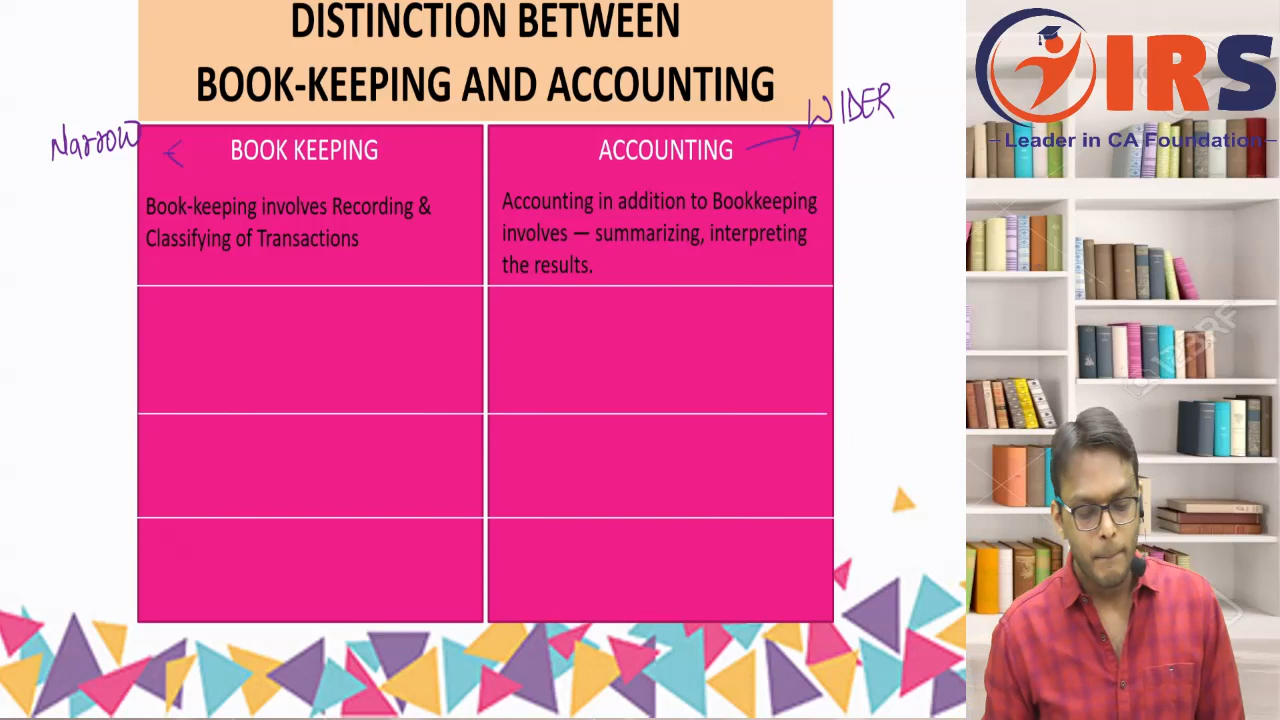 DISTINCTION BETWEEN
BOOK-KEEPING AND ACCOUNTING
Narrow
BOOK KEEPING
ACCOUNTING
WIDER
Book-keeping involves Recording &
Classifying of Transactions
Accounting in addition to Bookkeeping
involves — summarizing, interpreting
the results.
IRS
- Leader in CA Foundation -
123RF